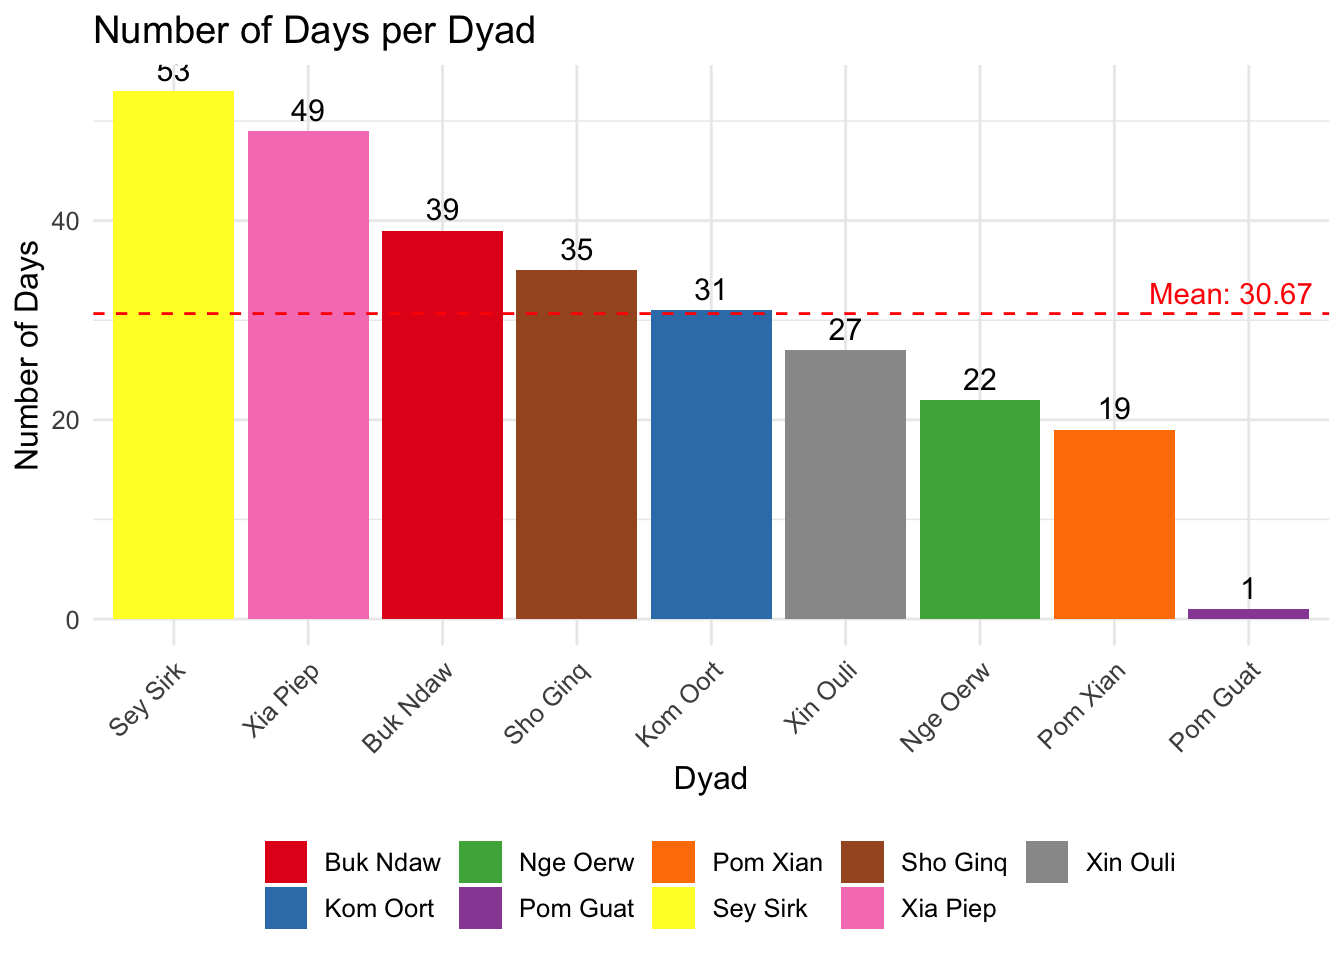 Number of Days per Dyad
53
49
39
35
31
27
22
19
1
Mean: 30.67
Number of Days
40
20
0
Sey Sirk
Xia Piep
Buk Ndaw
Sho Ginq
Kom Oort
Xin Ouli
Nge Oerw
Pom Xian
Pom Guat
Dyad
Buk Ndaw Nge Oerw Pom Xian Sho Ginq Xin Ouli
Kom Oort Pom Guat Sey Sirk Xia Piep